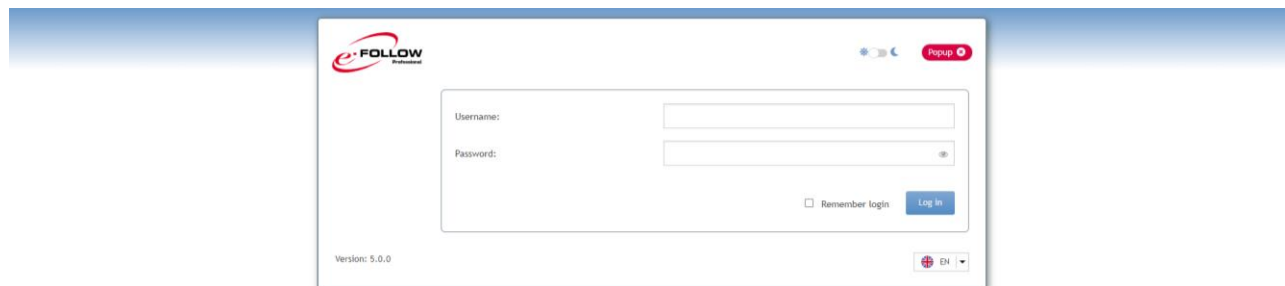 e·FOLLOW
Professional
Popup
Username:
Password:
Remember login
Log in
Version: 5.0.0
EN